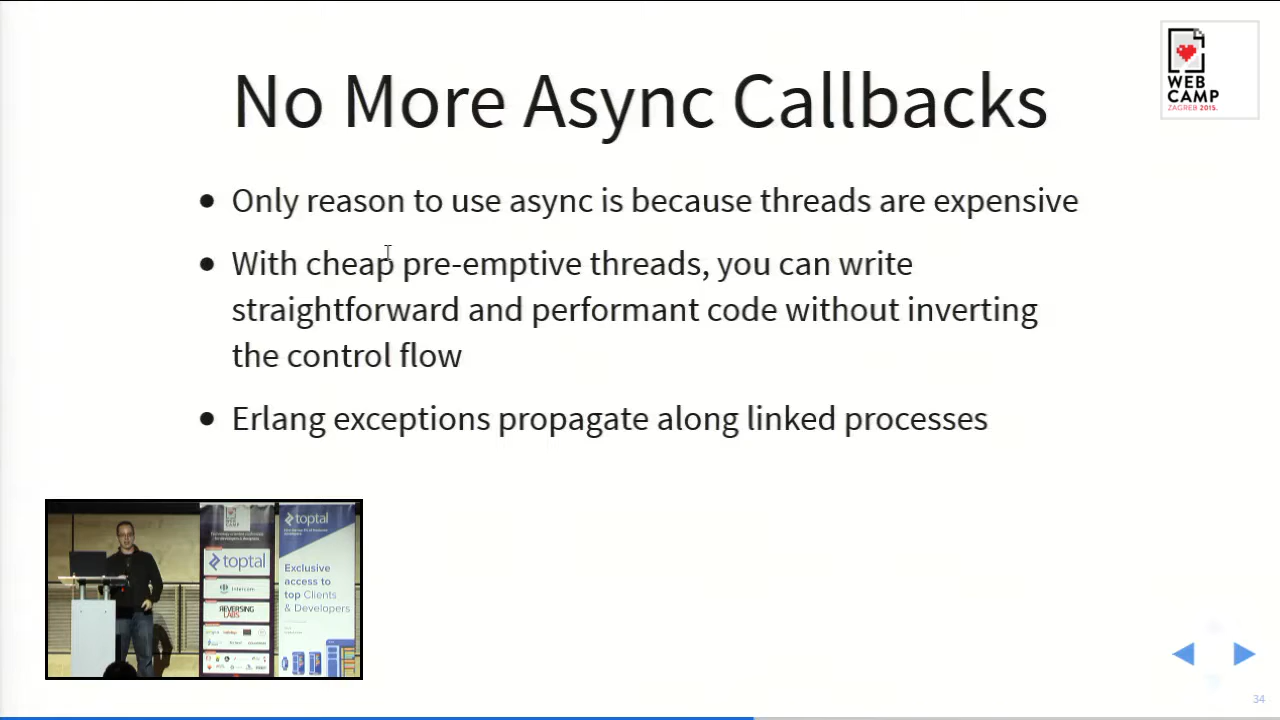 WEB
CAMP
ZAGREB 2015.
No More Async Callbacks
Only reason to use async is because threads are expensive
With cheap pre-emptive threads, you can write
straightforward and performant code without inverting
the control flow
Erlang exceptions propagate along linked processes
toptal
intercom
REVERSING
LABS
toptal
Exclusive
access to
top Clients
& Developers
34